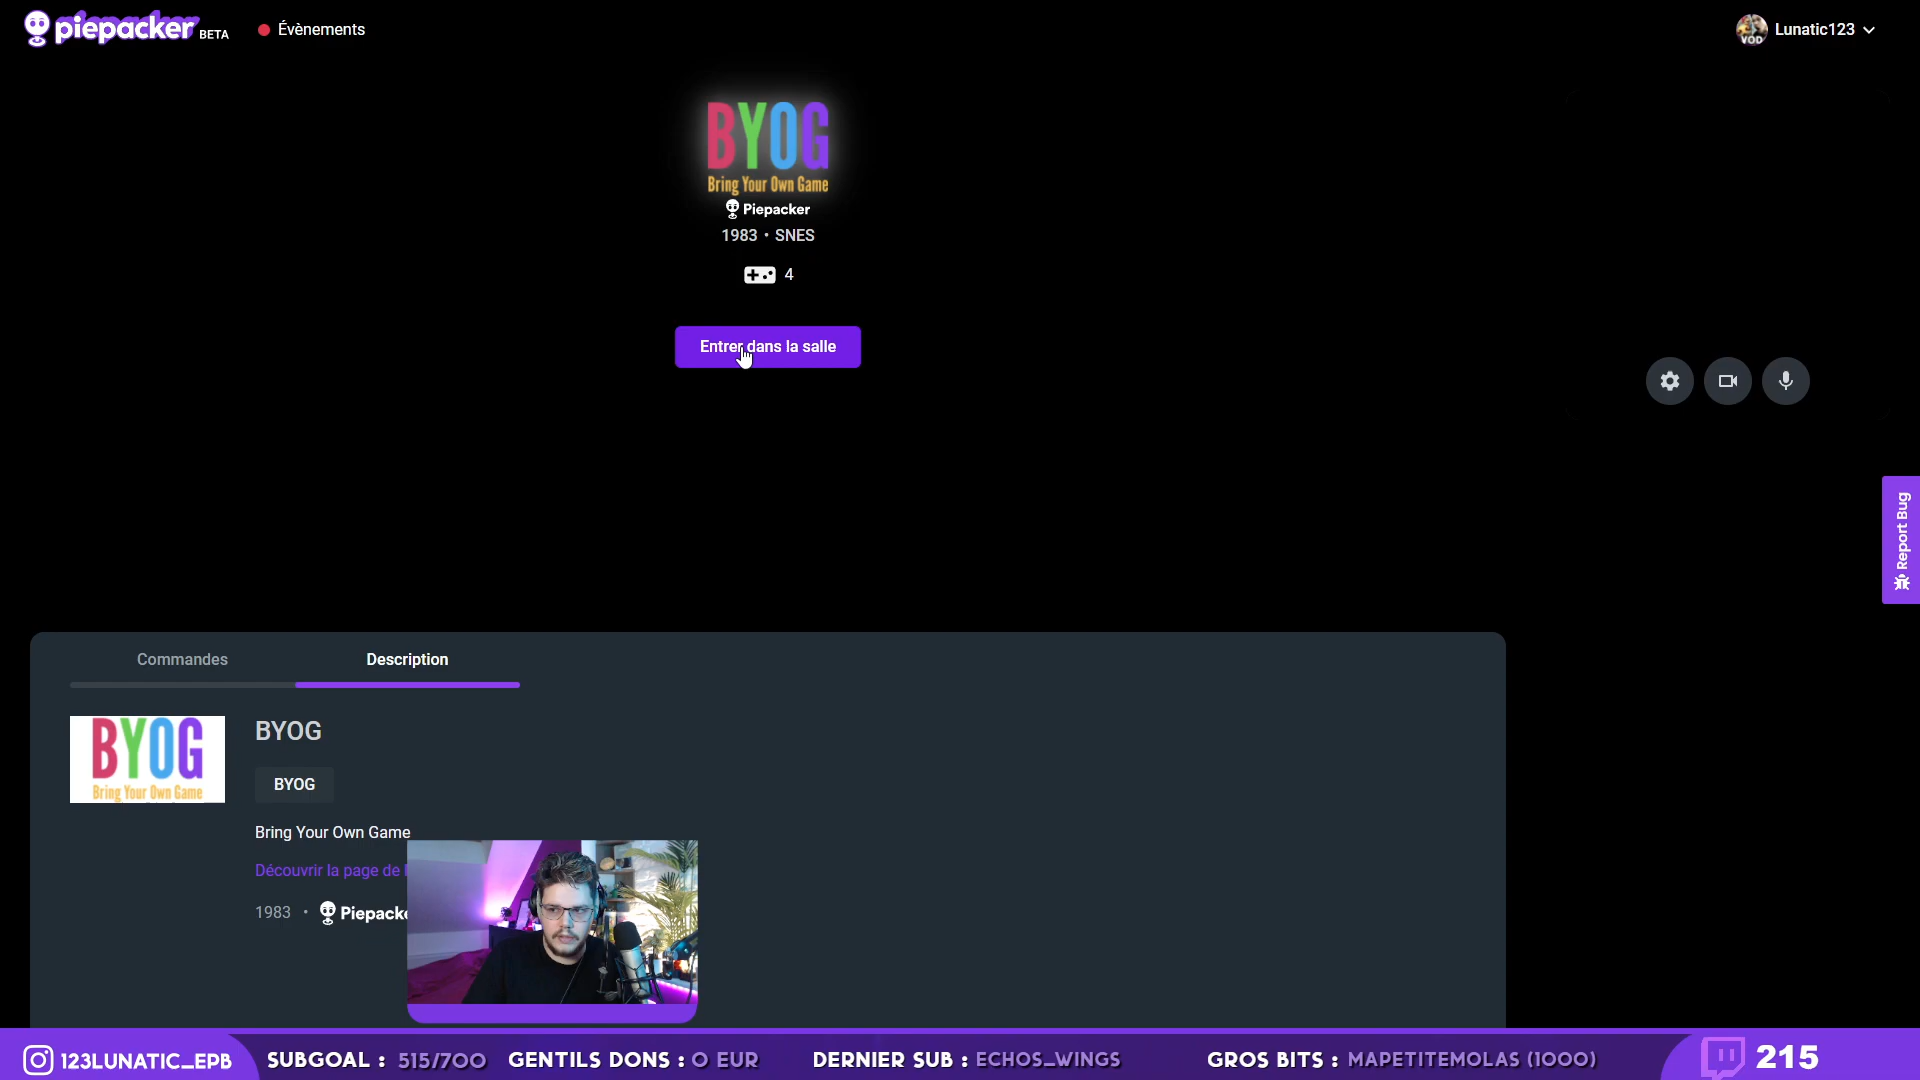 piepacker BETA
Évènements
VOD
Lunatic123
BYOG
Bring Your Own Game
Piepacker
1983 • SNES
4
Entrer dans la salle
Report Bug
Commandes
Description
BYOG
Bring Your Own Game
BYOG
BYOG
Bring Your Own Game
Découvrir la page de
1983 •
123LUNATIC_EPB
SUBGOAL : 515/700
GENTILS DONS : 0 EUR
DERNIER SUB : ECHOS_WINGS
GROS BITS : MAPETITEMOLAS (1000)
215